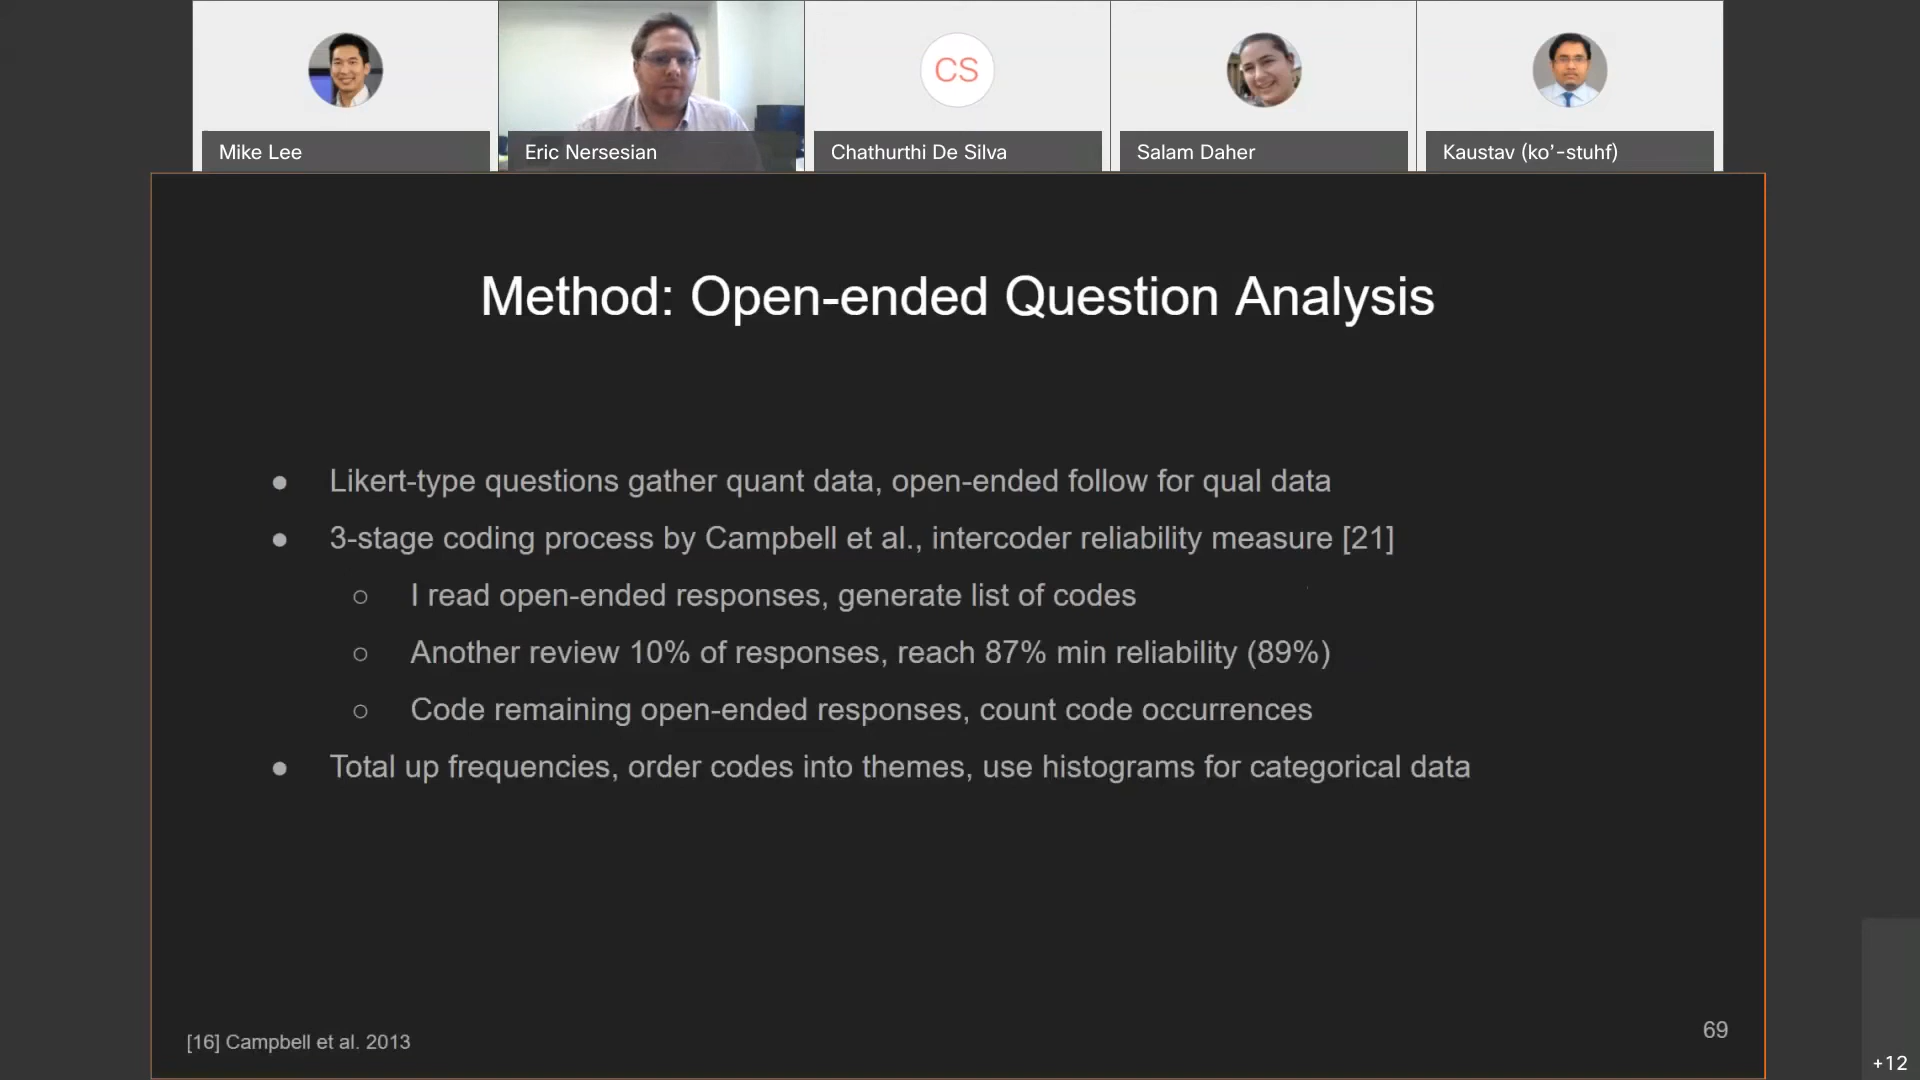 CS
Mike Lee
Eric Nersesian
Chathurthi De Silva
Salam Daher
Kaustav (ko'-stuhf)
Method: Open-ended Question Analysis
● Likert-type questions gather quant data, open-ended follow for qual data
● 3-stage coding process by Campbell et al., intercoder reliability measure [21]
○ I read open-ended responses, generate list of codes
○ Another review 10% of responses, reach 87% min reliability (89%)
○ Code remaining open-ended responses, count code occurrences
● Total up frequencies, order codes into themes, use histograms for categorical data
[16] Campbell et al. 2013
69
+12